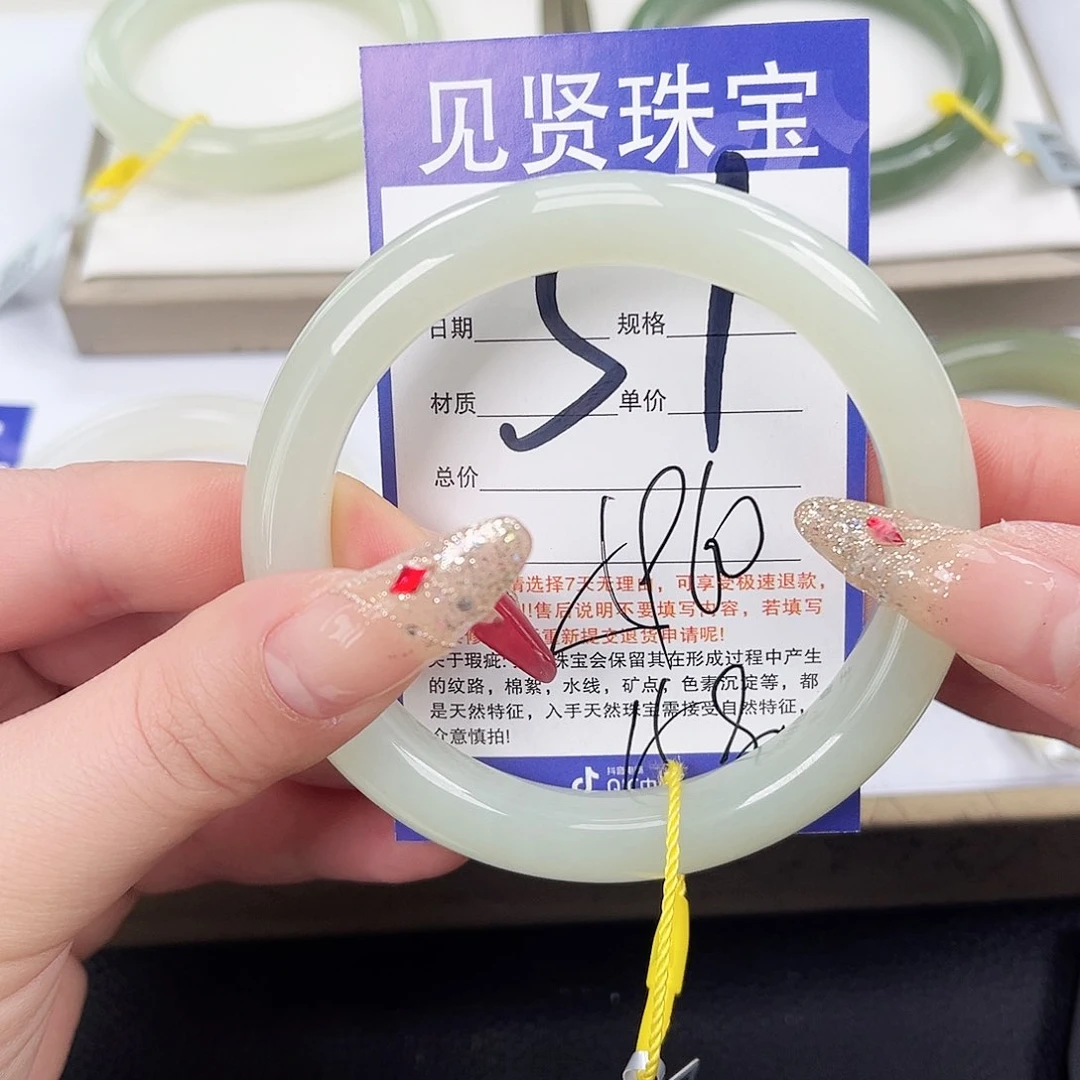 见贤珠宝
51
日期 规格
材质 单价
总价
请选择7天无理由，可享受极速退款，
!!售后说明不要填写内容，若填写
重新提交退货申请呢!
关于瑕疵: 珠宝会保留其在形成过程中产生
的纹路，棉絮，水线，矿点，色素沉淀等，都
是天然特征，入手天然珠宝需接受自然特征，
介意慎拍!